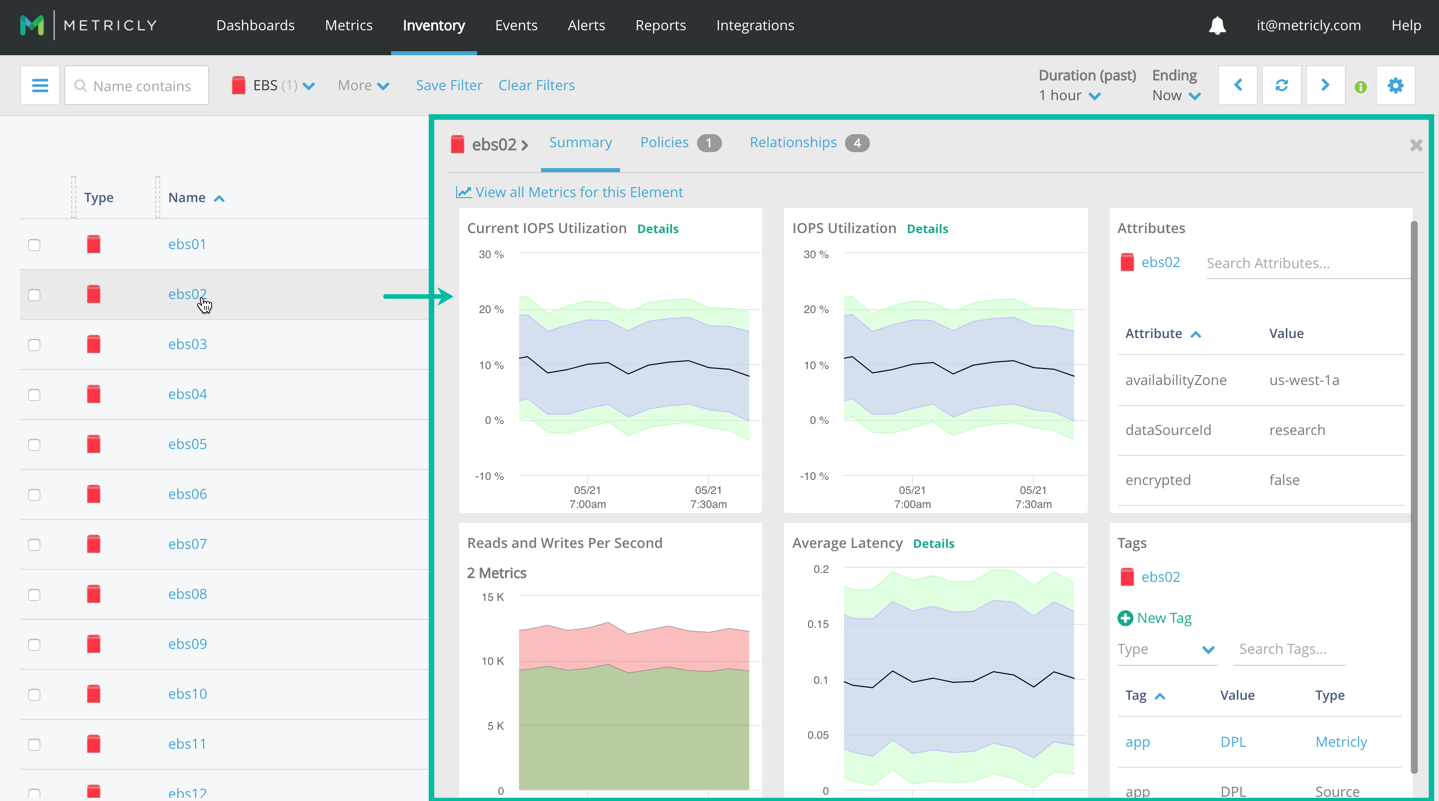 METRICLY
Dashboards Metrics Inventory Events Alerts Reports Integrations it@metricly.com Help
Name contains EBS (1) More Save Filter Clear Filters
Duration (past) Ending
1 hour Now
Type Name
ebs01
ebs02
ebs03
ebs04
ebs05
ebs06
ebs07
ebs08
ebs09
ebs10
ebs11
ebs12
ebs02 Summary Policies 1 Relationships 4
View all Metrics for this Element
Current IOPS Utilization Details
30 %
20 %
10 %
0 %
-10 %
05/21 05/21
7:00am 7:30am
IOPS Utilization Details
30 %
20 %
10 %
0 %
-10 %
05/21 05/21
7:00am 7:30am
Attributes
ebs02 Search Attributes...
Attribute Value
availabilityZone us-west-1a
dataSourceId research
encrypted false
Reads and Writes Per Second
2 Metrics
15 K
10 K
5 K
0
Average Latency Details
0.2
0.15
0.1
0.05
0
Tags
ebs02
New Tag
Type Search Tags...
Tag Value Type
app DPL Metricly
app DPL Source